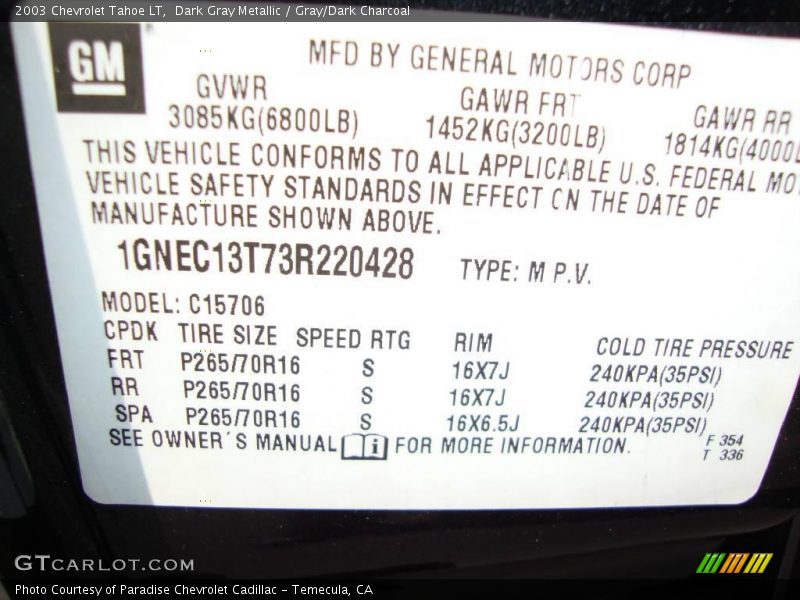 2003 Chevrolet Tahoe LT,  Dark Gray Metallic / Gray/Dark Charcoal
GM
MFD BY GENERAL MOTORS CORP
GVWR GAWR FRT GAWR RR
3085KG(6800LB) 1452KG(3200LB) 1814KG(4000L
THIS VEHICLE CONFORMS TO ALL APPLICABLE U.S. FEDERAL MO
VEHICLE SAFETY STANDARDS IN EFFECT ON THE DATE OF
MANUFACTURE SHOWN ABOVE.
1GNEC13T73R220428 TYPE: M P.V.
MODEL: C15706
CPDK TIRE SIZE SPEED RTG RIM COLD TIRE PRESSURE
FRT P265/70R16 S 16X7J 240KPA(35PSI)
RR P265/70R16 S 16X7J 240KPA(35PSI)
SPA P265/70R16 S 16X6.5J 240KPA(35PSI)
SEE OWNER'S MANUAL i FOR MORE INFORMATION.
F 354
T 336
GTCARLOT.COM
Photo Courtesy of Paradise Chevrolet Cadillac - Temecula, CA